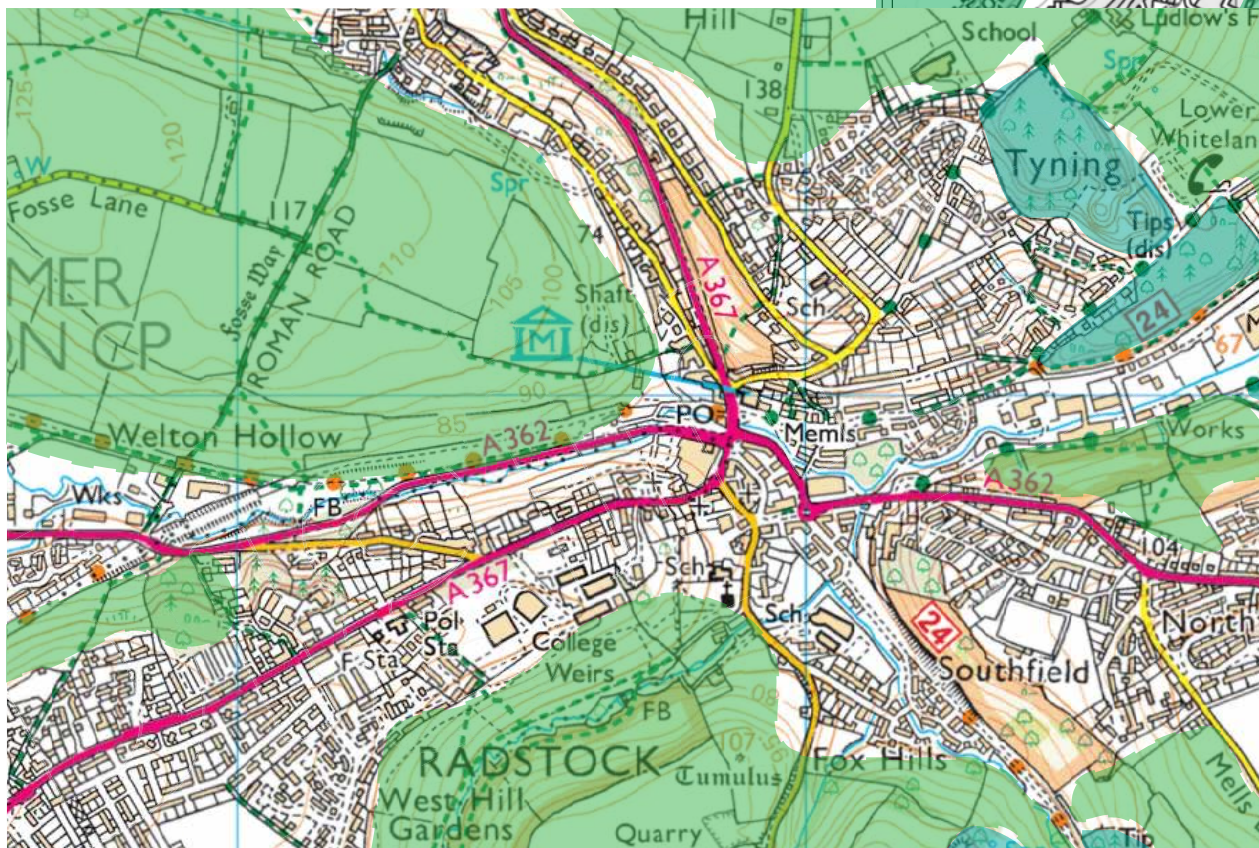 Hill
School
Ludlow's
125
138
Spr
120
Lower
Whitelan
W
Spr
Tyning
Fosse Lane
117
74
Tips
(dis)
ROMAN ROAD
Fosse Way
110
105
100
Shaft
(dis)
A 367
Sch
24
MER
N CP
M
67
90
85
PO
Memls
Works
Welton Hollow
A 362
A 362
Wks
FB
104
A 367
Sch
Pol
Sta
F Sta
College
Sch
24
North
Weirs
Southfield
FB
80
RADSTOCK
107
95
Tumulus
Fox Hills
West Hill
Gardens
Mells
Quarry
Tip